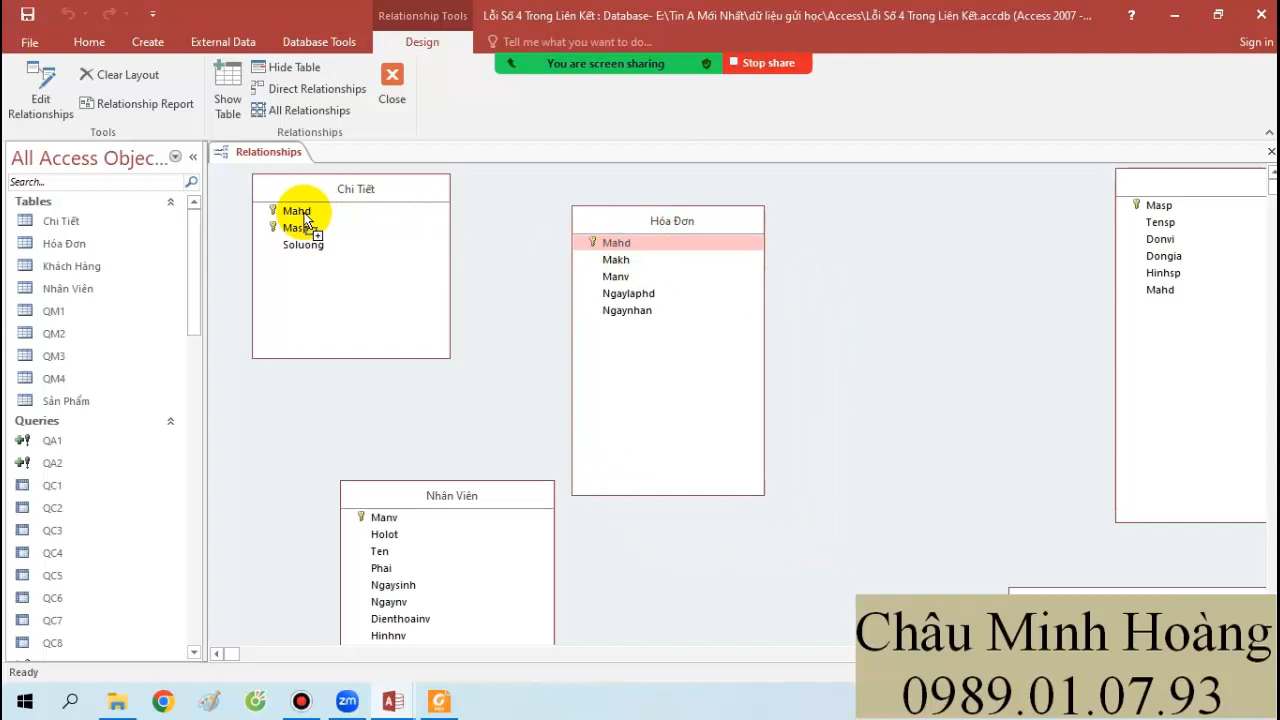 Relationship Tools
Lỗi Số 4 Trong Liên Kết : Database- E:\Tin A Mới Nhất\dữ liệu gửi học\Access\Lỗi Số 4 Trong Liên Kết.accdb (Access 2007 -...
?
File
Home
Create
External Data
Database Tools
Design
Tell me what you want to do...
Sign in
You are screen sharing
Stop share
Edit
Relationships
Clear Layout
Relationship Report
Tools
Show
Table
Hide Table
Direct Relationships
All Relationships
Relationships
Close
All Access Objec...
Search...
Tables
Chi Tiết
Hóa Đơn
Khách Hàng
Nhân Viên
QM1
QM2
QM3
QM4
Sản Phẩm
Queries
QA1
QA2
QC1
QC2
QC3
QC4
QC5
QC6
QC7
QC8
Relationships
Chi Tiết
Mahd
Soluong
Hóa Đơn
Mahd
Makh
Manv
Ngaylaphd
Ngaynhan
Masp
Tensp
Donvi
Dongia
Hinhsp
Mahd
Nhân Viên
Manv
Holot
Ten
Phai
Ngaysinh
Ngaynv
Dienthoainv
Hinhnv
Ready
Châu Minh Hoàng
0989.01.07.93
zm